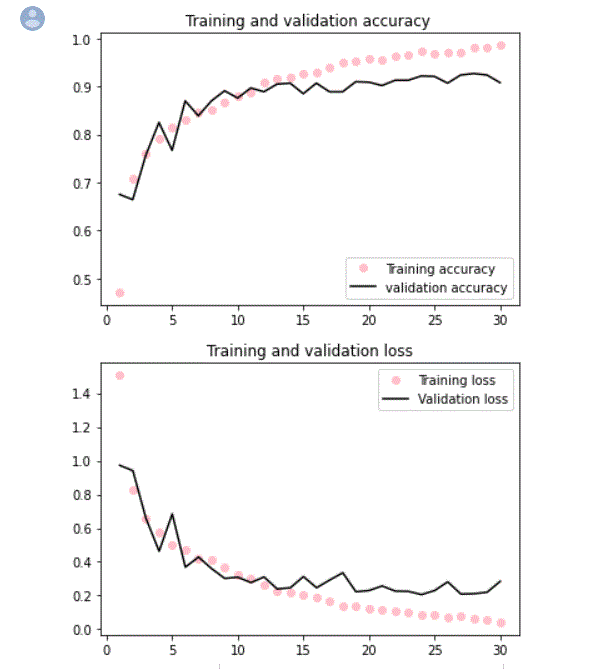 Training and validation accuracy
1.0
0.9
0.8
0.7
0.6
0.5
Training accuracy
validation accuracy
0 5 10 15 20 25 30
Training and validation loss
1.4
1.2
1.0
0.8
0.6
0.4
0.2
0.0
Training loss
Validation loss
0 5 10 15 20 25 30